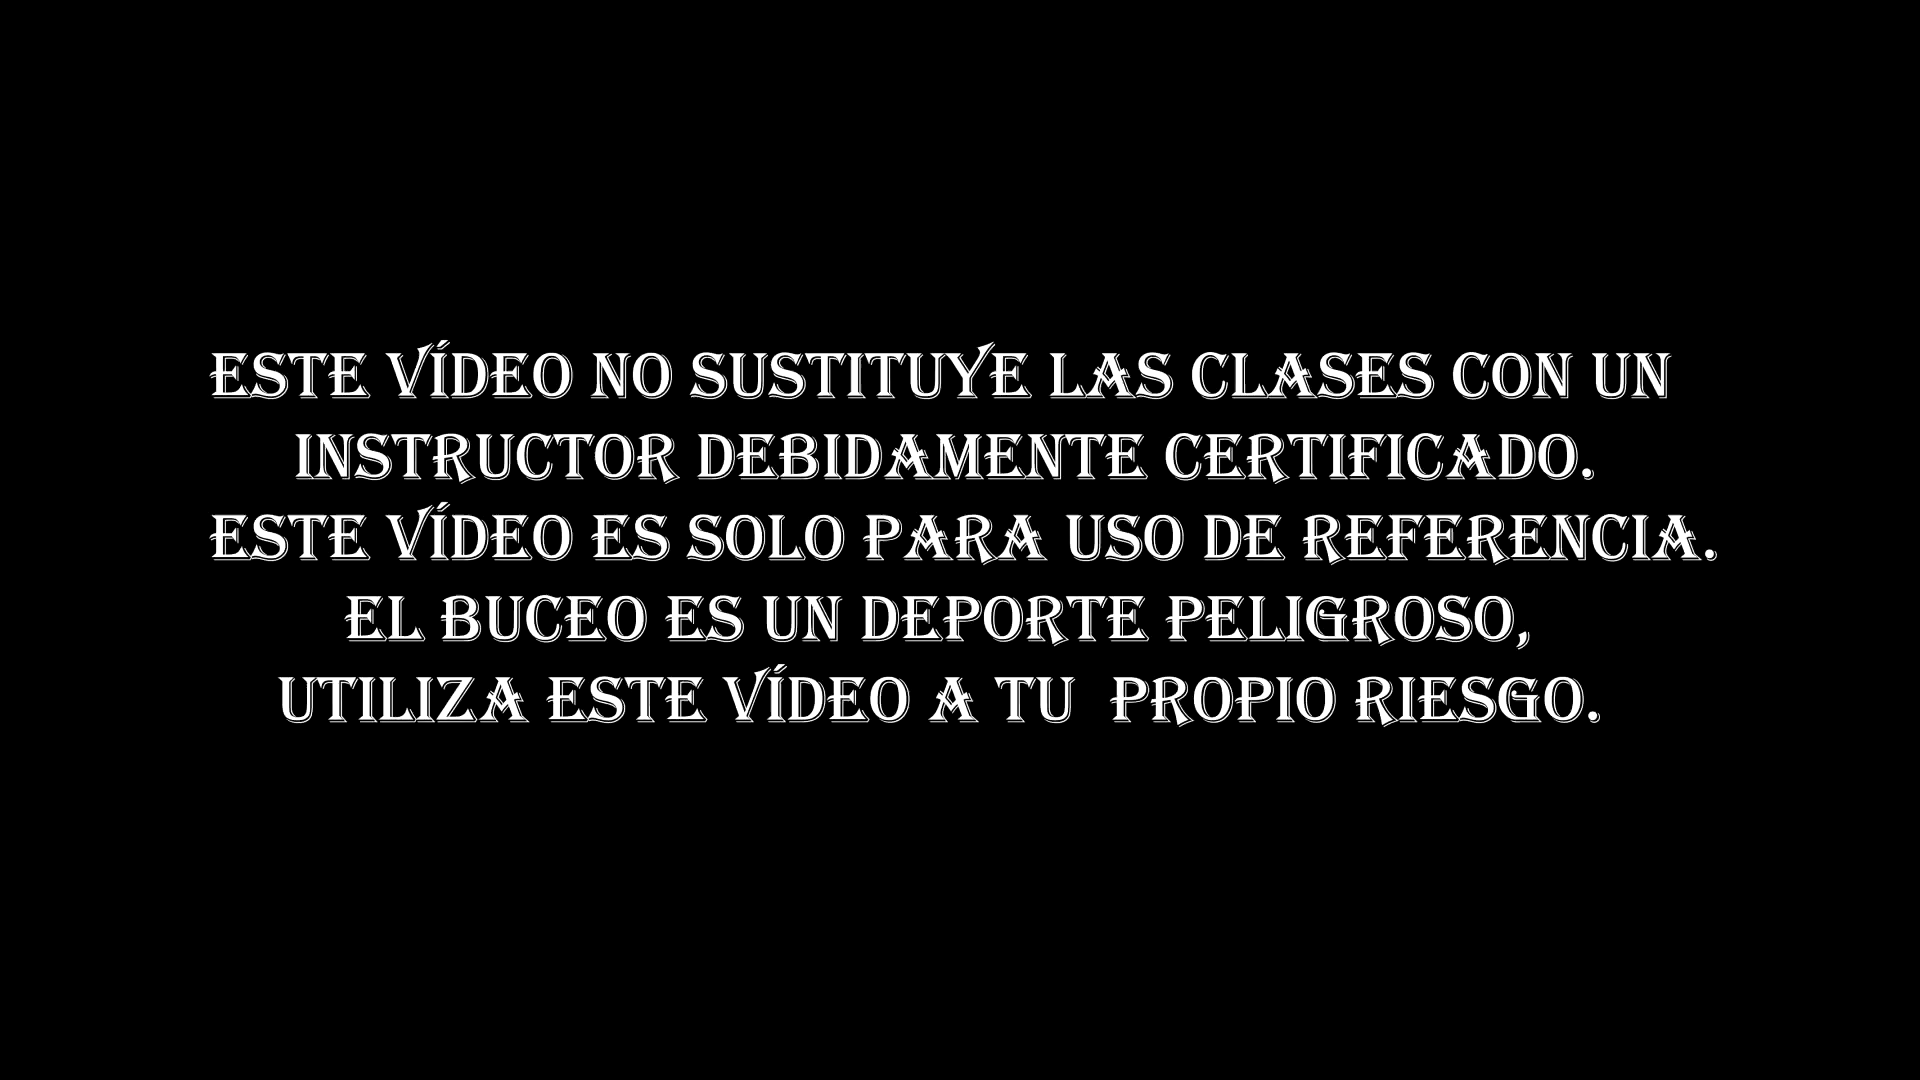 ESTE VÍDEO NO SUSTITUYE LAS CLASES CON UN
INSTRUCTOR DEBIDAMENTE CERTIFICADO.
ESTE VÍDEO ES SOLO PARA USO DE REFERENCIA.
EL BUCEO ES UN DEPORTE PELIGROSO,
UTILIZA ESTE VÍDEO A TU  PROPIO RIESGO.